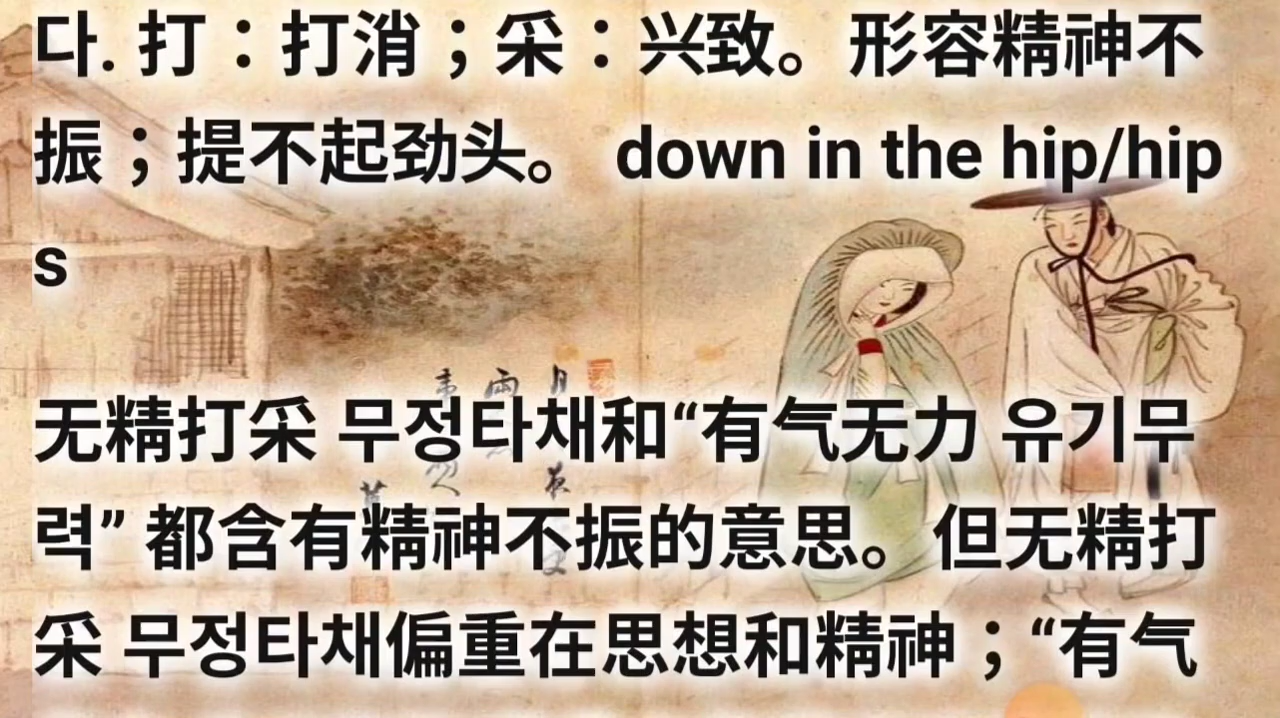 다. 打：打消；采：兴致。形容精神不
振；提不起劲头。 down in the hip/hip
s
无精打采 무정타채和“有气无力 유기무
력” 都含有精神不振的意思。但无精打
采 무정타채偏重在思想和精神；“有气